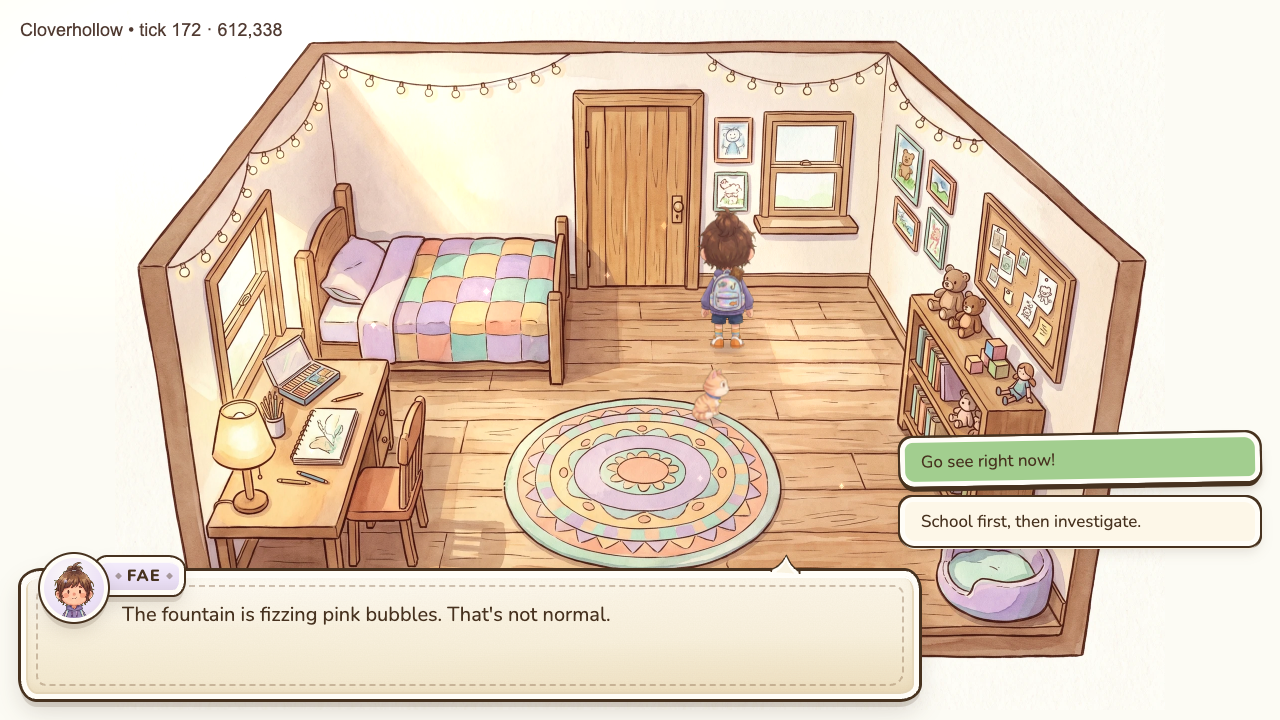 Cloverhollow • tick 172 · 612,338
Go see right now!
School first, then investigate.
FAE
The fountain is fizzing pink bubbles. That's not normal.